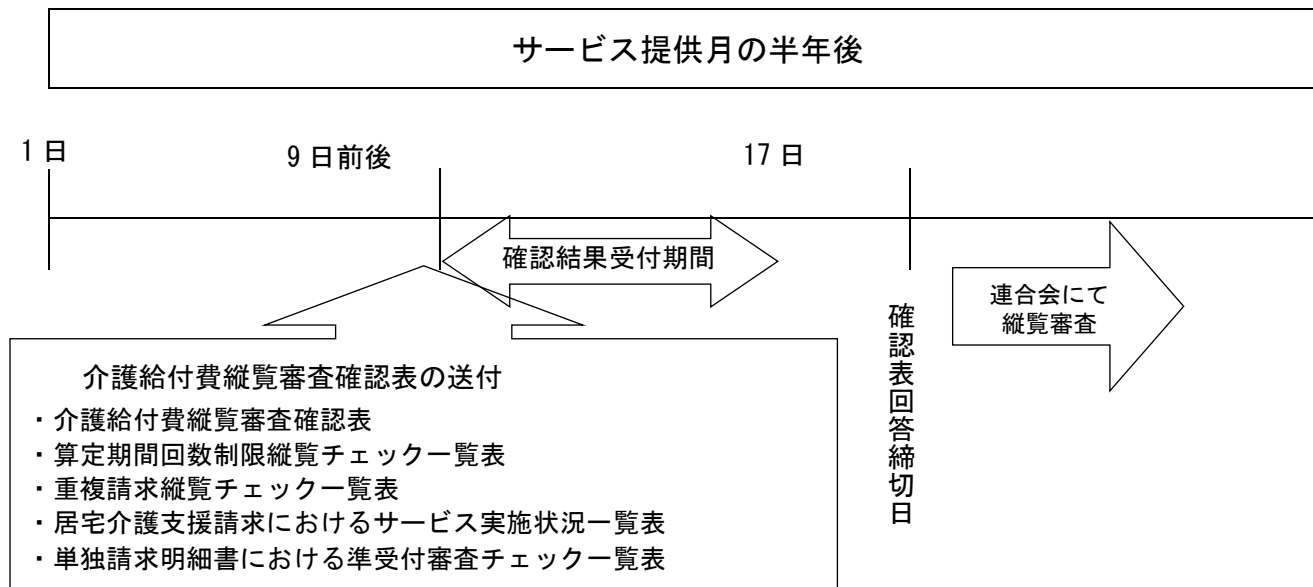 サービス提供月の半年後
1日
9日前後
17日
確認結果受付期間
連合会にて
縦覧審査
確認表回答締切日
介護給付費縦覧審査確認表の送付
・介護給付費縦覧審査確認表
・算定期間回数制限縦覧チェック一覧表
・重複請求縦覧チェック一覧表
・居宅介護支援請求におけるサービス実施状況一覧表
・単独請求明細書における準受付審査チェック一覧表